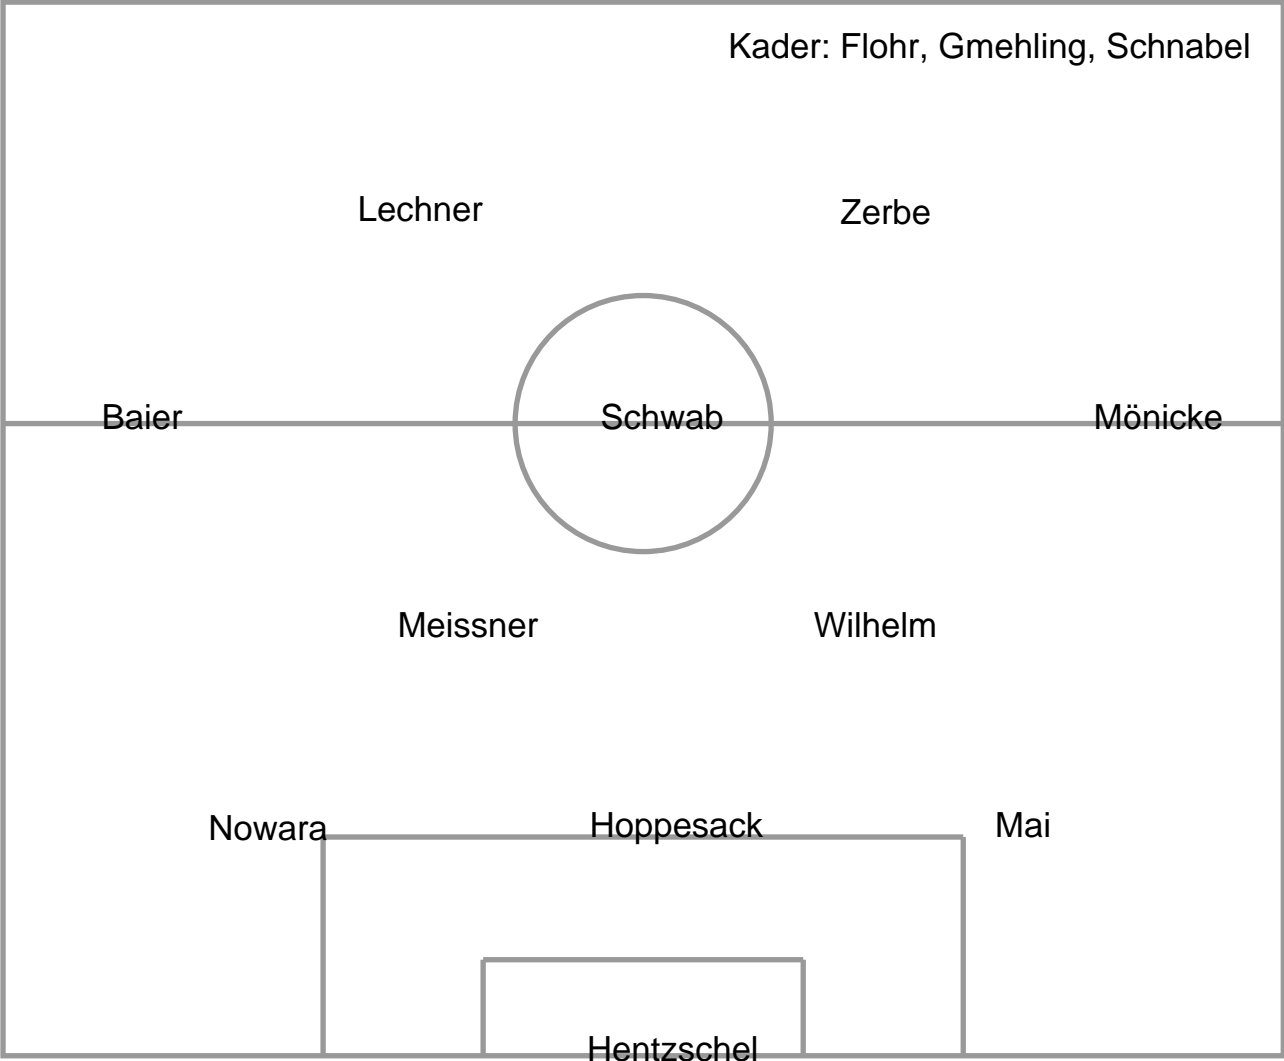 Kader: Flohr, Gmehling, Schnabel
Lechner Zerbe
Baier Schwab Mönicke
Meissner Wilhelm
Nowara Hoppesack Mai
Hentzschel